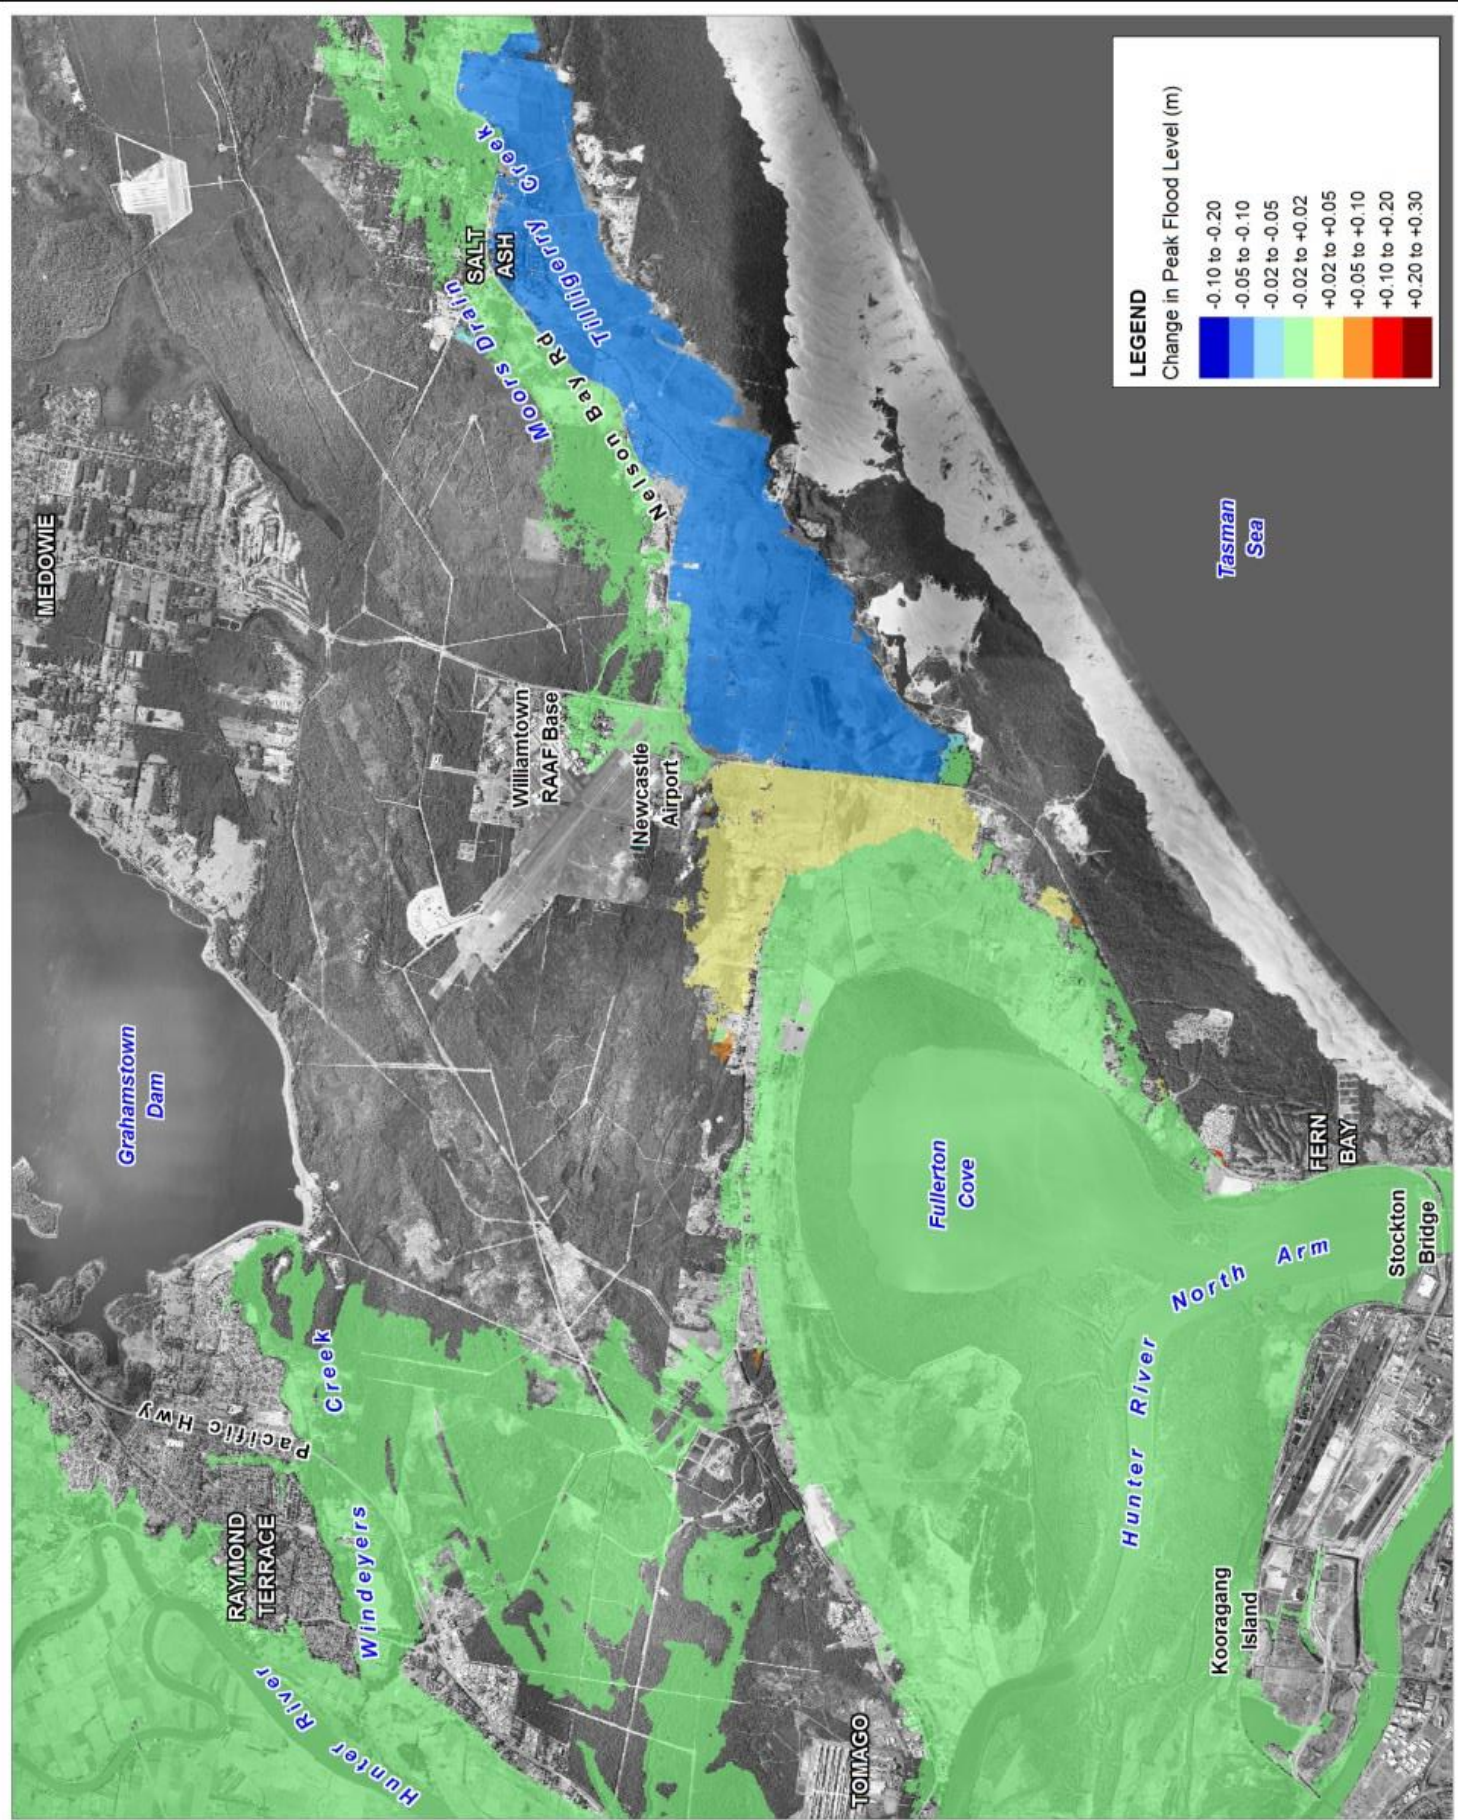 MEDOWIE
Grahamstown
Dam
Pacific Hwy
RAYMOND
TERRACE
Windeyers Creek
Hunter River
TOMAGO
Williamtown
RAAF Base
Newcastle
Airport
SALT
ASH
Moors Drain
Nelson Bay Rd
Tilligerry Creek
Fullerton
Cove
Hunter River North Arm
Kooragang
Island
FERN
BAY
Stockton
Bridge
Tasman
Sea
LEGEND
Change in Peak Flood Level (m)
-0.10 to -0.20
-0.05 to -0.10
-0.02 to -0.05
-0.02 to +0.02
+0.02 to +0.05
+0.05 to +0.10
+0.10 to +0.20
+0.20 to +0.30